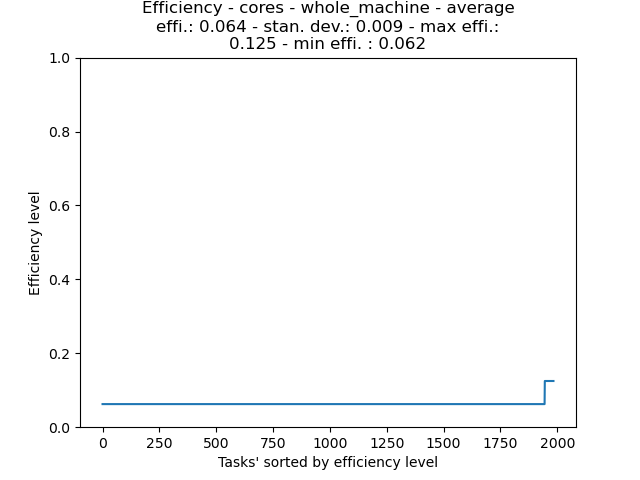 Efficiency - cores - whole_machine - average
effi.: 0.064 - stan. dev.: 0.009 - max effi.:
0.125 - min effi. : 0.062
1.0
0.8
0.6
0.4
0.2
0.0
Efficiency level
0 250 500 750 1000 1250 1500 1750 2000
Tasks' sorted by efficiency level